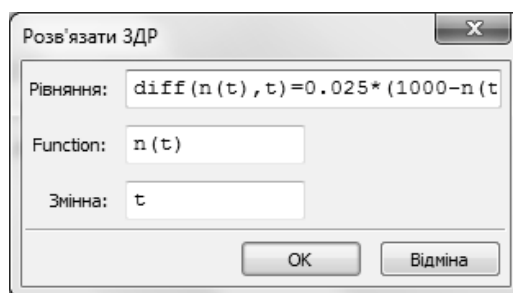 Розв'язати ЗДР
Рівняння: diff(n(t),t)=0.025*(1000-n(t
Function: n(t)
Змінна: t
OK Відміна